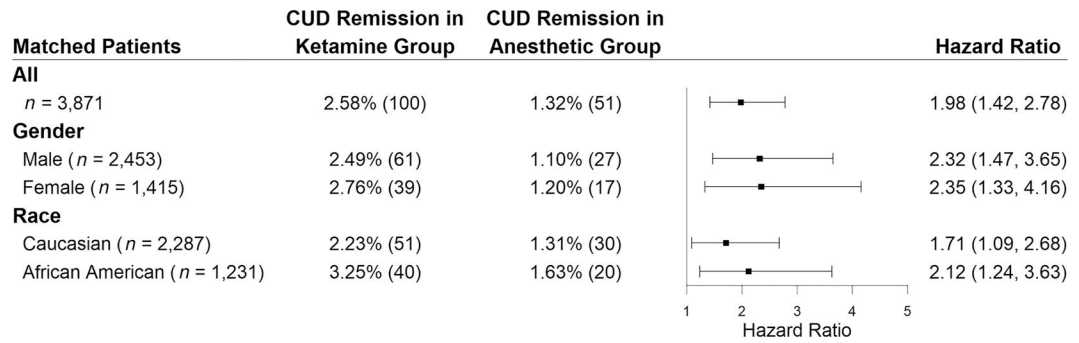 Matched Patients CUD Remission in Ketamine Group CUD Remission in Anesthetic Group Hazard Ratio
All
n = 3,871 2.58% (100) 1.32% (51) 1.98 (1.42, 2.78)
Gender
Male (n = 2,453) 2.49% (61) 1.10% (27) 2.32 (1.47, 3.65)
Female (n = 1,415) 2.76% (39) 1.20% (17) 2.35 (1.33, 4.16)
Race
Caucasian (n = 2,287) 2.23% (51) 1.31% (30) 1.71 (1.09, 2.68)
African American (n = 1,231) 3.25% (40) 1.63% (20) 2.12 (1.24, 3.63)
1 2 3 4 5
Hazard Ratio